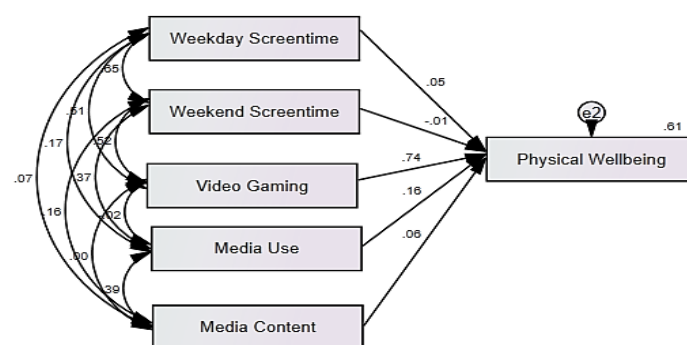 Weekday Screentime
.65
.05
Weekend Screentime
e2
.61
.51
-.01
.17
.52
Physical Wellbeing
.74
.07
.37
Video Gaming
.16
.16
.02
Media Use
.06
.00
.39
Media Content